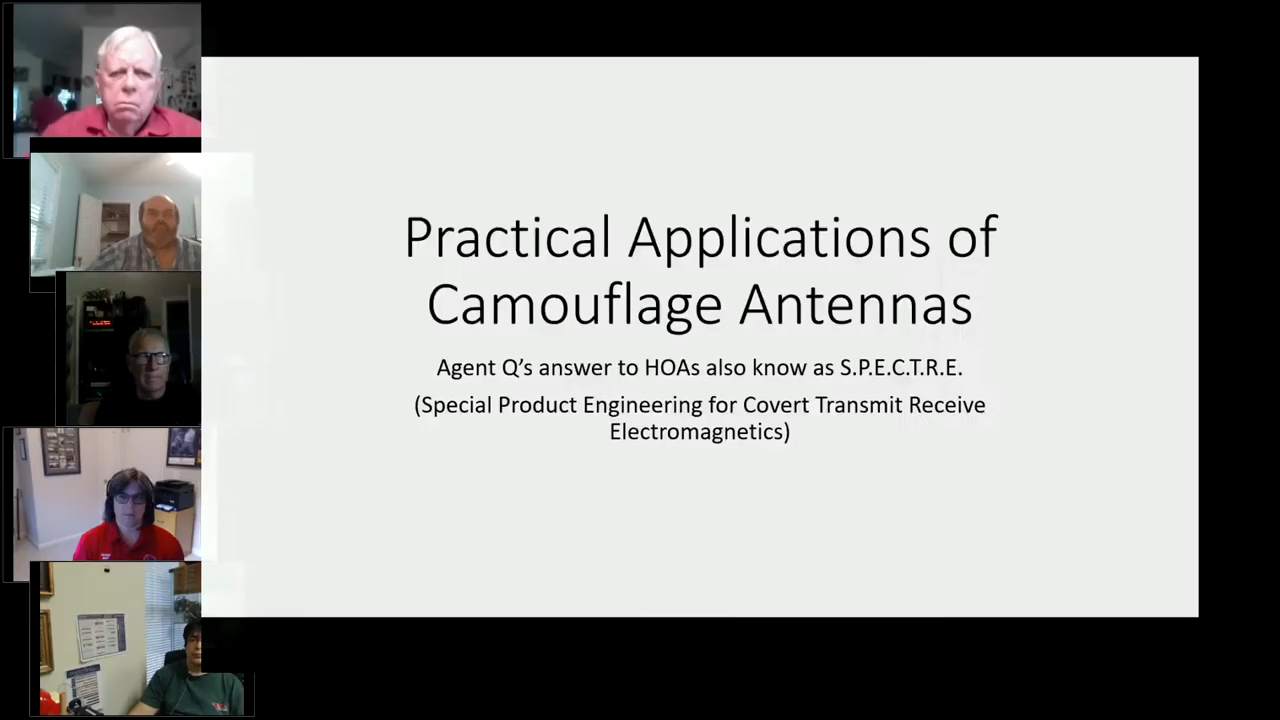 Practical Applications of
Camouflage Antennas
Agent Q’s answer to HOAs also know as S.P.E.C.T.R.E.
(Special Product Engineering for Covert Transmit Receive
Electromagnetics)